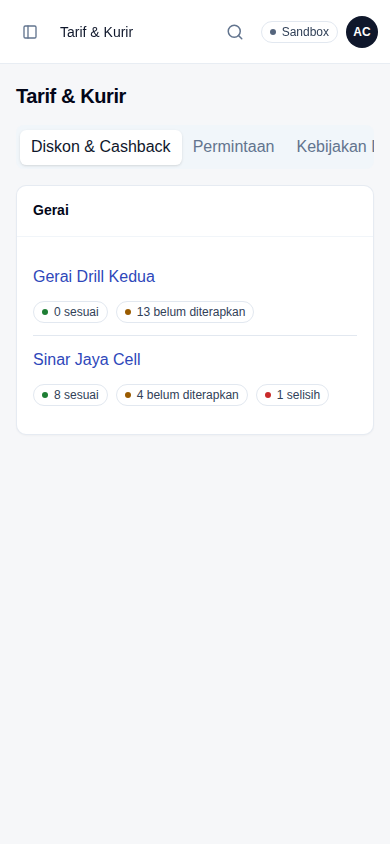 Tarif & Kurir
Sandbox
AC
Tarif & Kurir
Diskon & Cashback
Permintaan
Kebijakan
Gerai
Gerai Drill Kedua
0 sesuai
13 belum diterapkan
Sinar Jaya Cell
8 sesuai
4 belum diterapkan
1 selisih